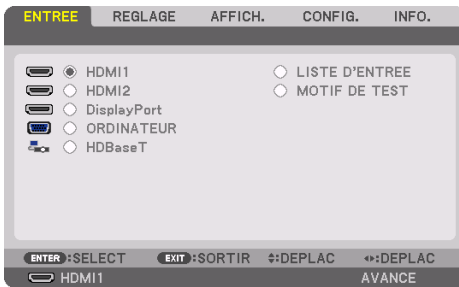 ENTREE REGLAGE AFFICH. CONFIG. INFO.
HDMI1 LISTE D'ENTREE
HDMI2 MOTIF DE TEST
DisplayPort
ORDINATEUR
HDBaseT
ENTER :SELECT EXIT :SORTIR :DEPLAC :DEPLAC
HDMI1 AVANCE